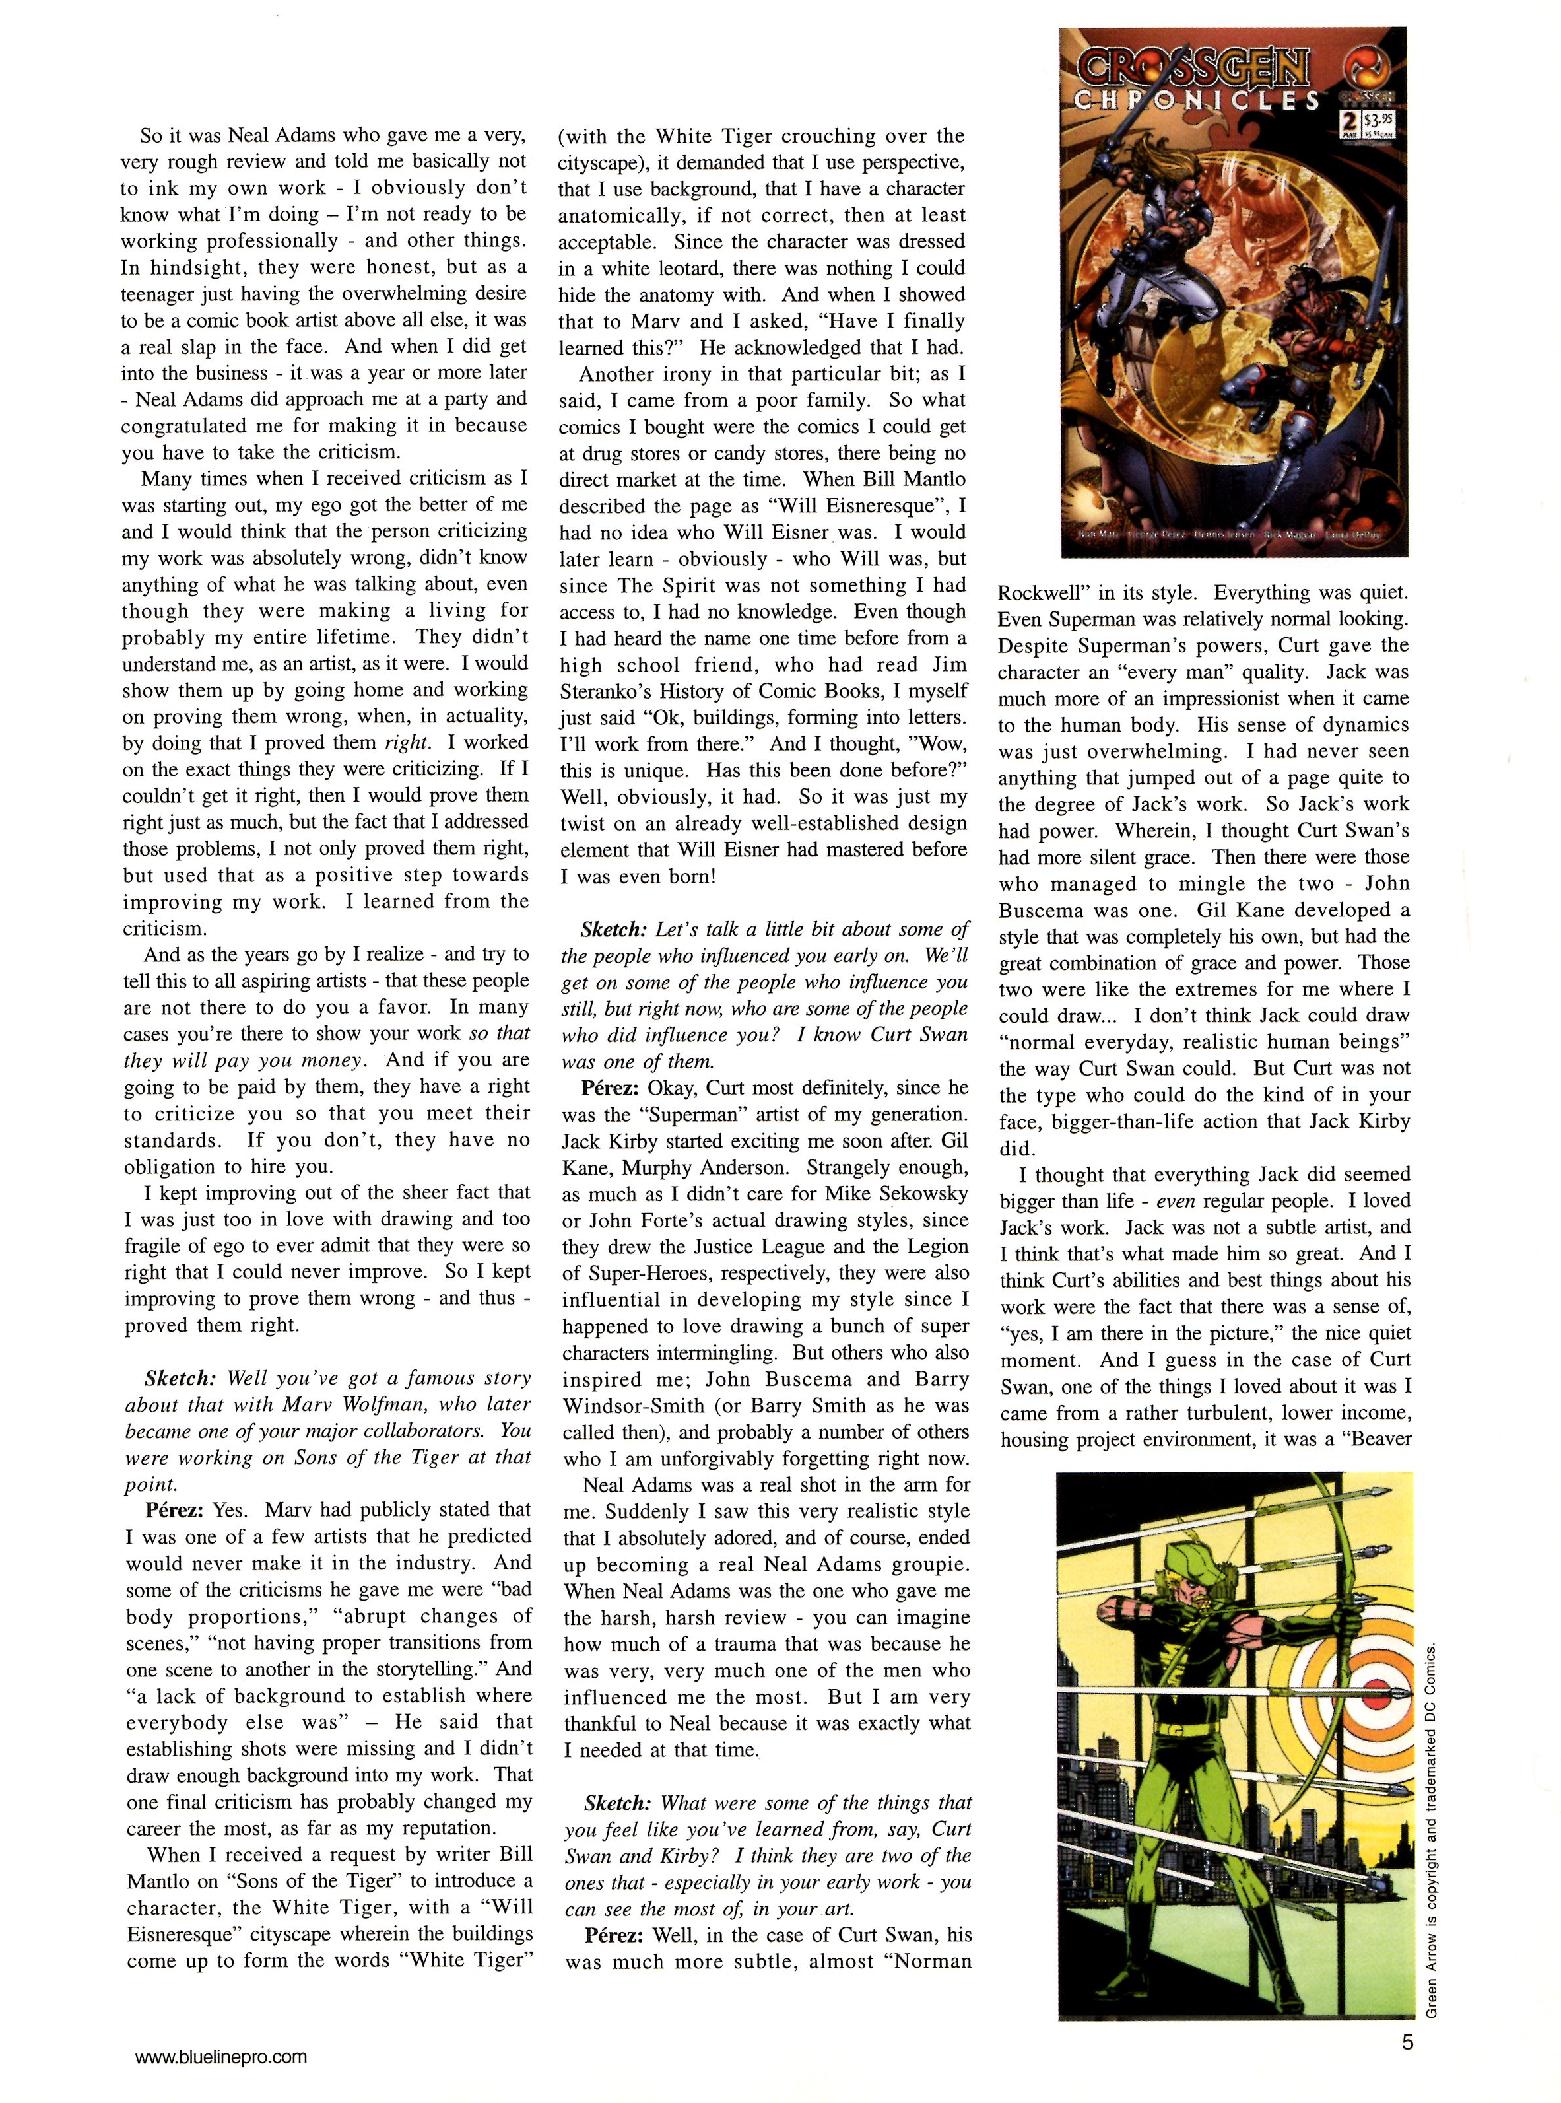 So it was Neal Adams who gave me a very,
very rough review and told me basically not
to ink my own work - I obviously don't
know what I'm doing – I'm not ready to be
working professionally - and other things.
In hindsight, they were honest, but as a
teenager just having the overwhelming desire
to be a comic book artist above all else, it was
a real slap in the face. And when I did get
into the business - it was a year or more later
- Neal Adams did approach me at a party and
congratulated me for making it in because
you have to take the criticism.
Many times when I received criticism as I
was starting out, my ego got the better of me
and I would think that the person criticizing
my work was absolutely wrong, didn't know
anything of what he was talking about, even
though they were making a living for
probably my entire lifetime. They didn't
understand me, as an artist, as it were. I would
show them up by going home and working
on proving them wrong, when, in actuality,
by doing that I proved them right. I worked
on the exact things they were criticizing. If I
couldn't get it right, then I would prove them
right just as much, but the fact that I addressed
those problems, I not only proved them right,
but used that as a positive step towards
improving my work. I learned from the
criticism.
And as the years go by I realize - and try to
tell this to all aspiring artists - that these people
are not there to do you a favor. In many
cases you're there to show your work so that
they will pay you money. And if you are
going to be paid by them, they have a right
to criticize you so that you meet their
standards. If you don't, they have no
obligation to hire you.
I kept improving out of the sheer fact that
I was just too in love with drawing and too
fragile of ego to ever admit that they were so
right that I could never improve. So I kept
improving to prove them wrong - and thus -
proved them right.
Sketch: Well you've got a famous story
about that with Marv Wolfman, who later
became one of your major collaborators. You
were working on Sons of the Tiger at that
point.
Pérez: Yes. Marv had publicly stated that
I was one of a few artists that he predicted
would never make it in the industry. And
some of the criticisms he gave me were “bad
body proportions,” “abrupt changes of
scenes,” “not having proper transitions from
one scene to another in the storytelling.” And
“a lack of background to establish where
everybody else was” – He said that
establishing shots were missing and I didn't
draw enough background into my work. That
one final criticism has probably changed my
career the most, as far as my reputation.
When I received a request by writer Bill
Mantlo on “Sons of the Tiger” to introduce a
character, the White Tiger, with a “Will
Eisneresque” cityscape wherein the buildings
come up to form the words “White Tiger”
(with the White Tiger crouching over the
cityscape), it demanded that I use perspective,
that I use background, that I have a character
anatomically, if not correct, then at least
acceptable. Since the character was dressed
in a white leotard, there was nothing I could
hide the anatomy with. And when I showed
that to Marv and I asked, “Have I finally
learned this?” He acknowledged that I had.
Another irony in that particular bit; as I
said, I came from a poor family. So what
comics I bought were the comics I could get
at drug stores or candy stores, there being no
direct market at the time. When Bill Mantlo
described the page as “Will Eisneresque”, I
had no idea who Will Eisner was. I would
later learn - obviously - who Will was, but
since The Spirit was not something I had
access to, I had no knowledge. Even though
I had heard the name one time before from a
high school friend, who had read Jim
Steranko's History of Comic Books, I myself
just said “Ok, buildings, forming into letters.
I'll work from there.” And I thought, ”Wow,
this is unique. Has this been done before?”
Well, obviously, it had. So it was just my
twist on an already well-established design
element that Will Eisner had mastered before
I was even born!
Sketch: Let's talk a little bit about some of
the people who influenced you early on. We'll
get on some of the people who influence you
still, but right now, who are some of the people
who did influence you? I know Curt Swan
was one of them.
Pérez: Okay, Curt most definitely, since he
was the “Superman” artist of my generation.
Jack Kirby started exciting me soon after. Gil
Kane, Murphy Anderson. Strangely enough,
as much as I didn't care for Mike Sekowsky
or John Forte's actual drawing styles, since
they drew the Justice League and the Legion
of Super-Heroes, respectively, they were also
influential in developing my style since I
happened to love drawing a bunch of super
characters intermingling. But others who also
inspired me; John Buscema and Barry
Windsor-Smith (or Barry Smith as he was
called then), and probably a number of others
who I am unforgivably forgetting right now.
Neal Adams was a real shot in the arm for
me. Suddenly I saw this very realistic style
that I absolutely adored, and of course, ended
up becoming a real Neal Adams groupie.
When Neal Adams was the one who gave me
the harsh, harsh review - you can imagine
how much of a trauma that was because he
was very, very much one of the men who
influenced me the most. But I am very
thankful to Neal because it was exactly what
I needed at that time.
Sketch: What were some of the things that
you feel like you've learned from, say, Curt
Swan and Kirby? I think they are two of the
ones that - especially in your early work - you
can see the most of, in your art.
Pérez: Well, in the case of Curt Swan, his
was much more subtle, almost “Norman
CROSSGEN
CHRONICLES
CROSSGEN
2 $3.95
MAR
Rockwell” in its style. Everything was quiet.
Even Superman was relatively normal looking.
Despite Superman's powers, Curt gave the
character an “every man” quality. Jack was
much more of an impressionist when it came
to the human body. His sense of dynamics
was just overwhelming. I had never seen
anything that jumped out of a page quite to
the degree of Jack's work. So Jack's work
had power. Wherein, I thought Curt Swan's
had more silent grace. Then there were those
who managed to mingle the two - John
Buscema was one. Gil Kane developed a
style that was completely his own, but had the
great combination of grace and power. Those
two were like the extremes for me where I
could draw... I don't think Jack could draw
“normal everyday, realistic human beings”
the way Curt Swan could. But Curt was not
the type who could do the kind of in your
face, bigger-than-life action that Jack Kirby
did.
I thought that everything Jack did seemed
bigger than life - even regular people. I loved
Jack's work. Jack was not a subtle artist, and
I think that's what made him so great. And I
think Curt's abilities and best things about his
work were the fact that there was a sense of,
“yes, I am there in the picture,” the nice quiet
moment. And I guess in the case of Curt
Swan, one of the things I loved about it was I
came from a rather turbulent, lower income,
housing project environment, it was a “Beaver
Green Arrow is copyright and trademarked DC Comics.
www.bluelinepro.com
5